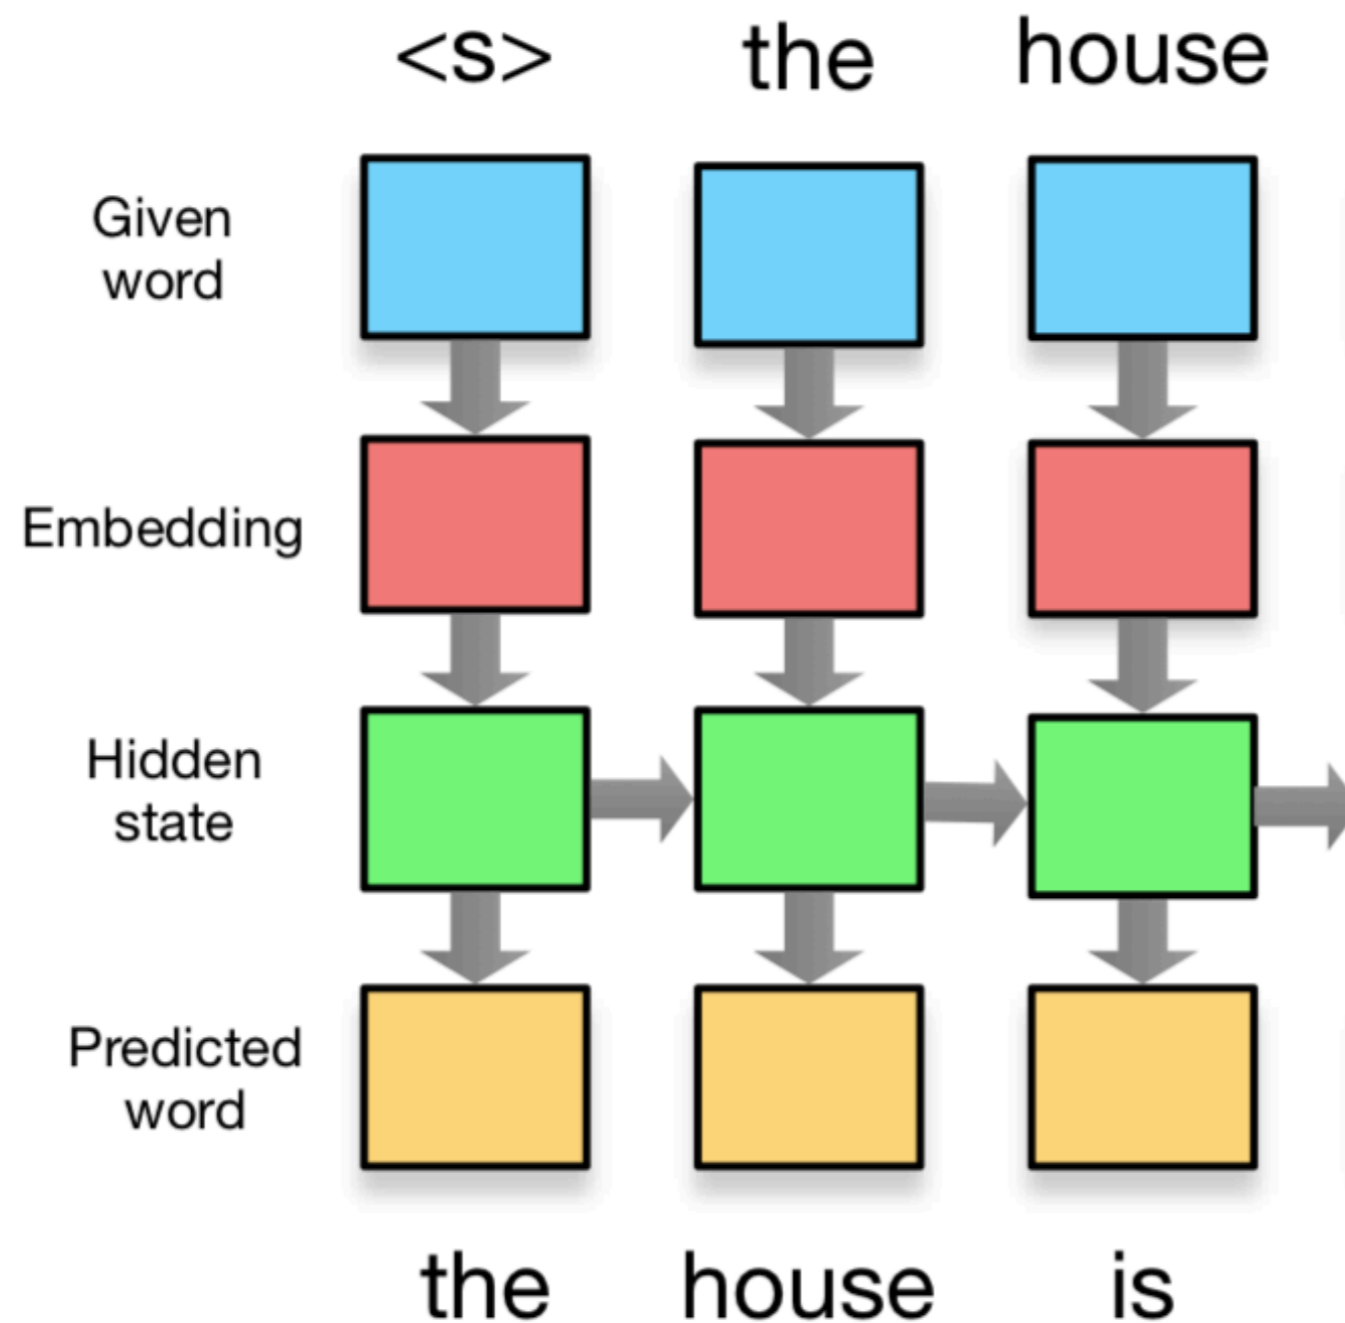 <s> the house
Given
word
Embedding
Hidden
state
Predicted
word
the house is